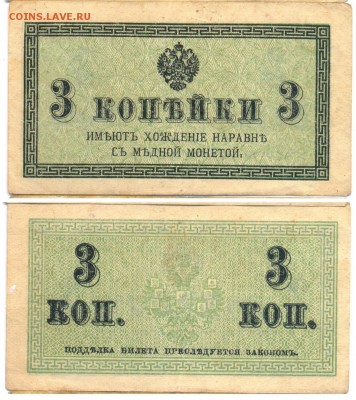 COINS.LAVE.RU
3 КОПѢЙКИ 3
ИМѢЮТЪ ХОЖДЕНІЕ НАРАВНѢ
СЪ МѢДНОЙ МОНЕТОЙ.
3 3
КОП. КОП.
ПОДДѢЛКА БИЛЕТА ПРЕСЛѢДУЕТСЯ ЗАКОНОМЪ.